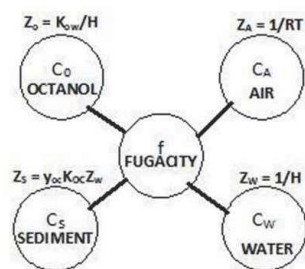 Z₀ = Kow/H
C₀
OCTANOL
Z_A = 1/RT
C_A
AIR
f
FUGACITY
Z_S = y_oc K_OC Z_w
C_S
SEDIMENT
Z_W = 1/H
C_W
WATER